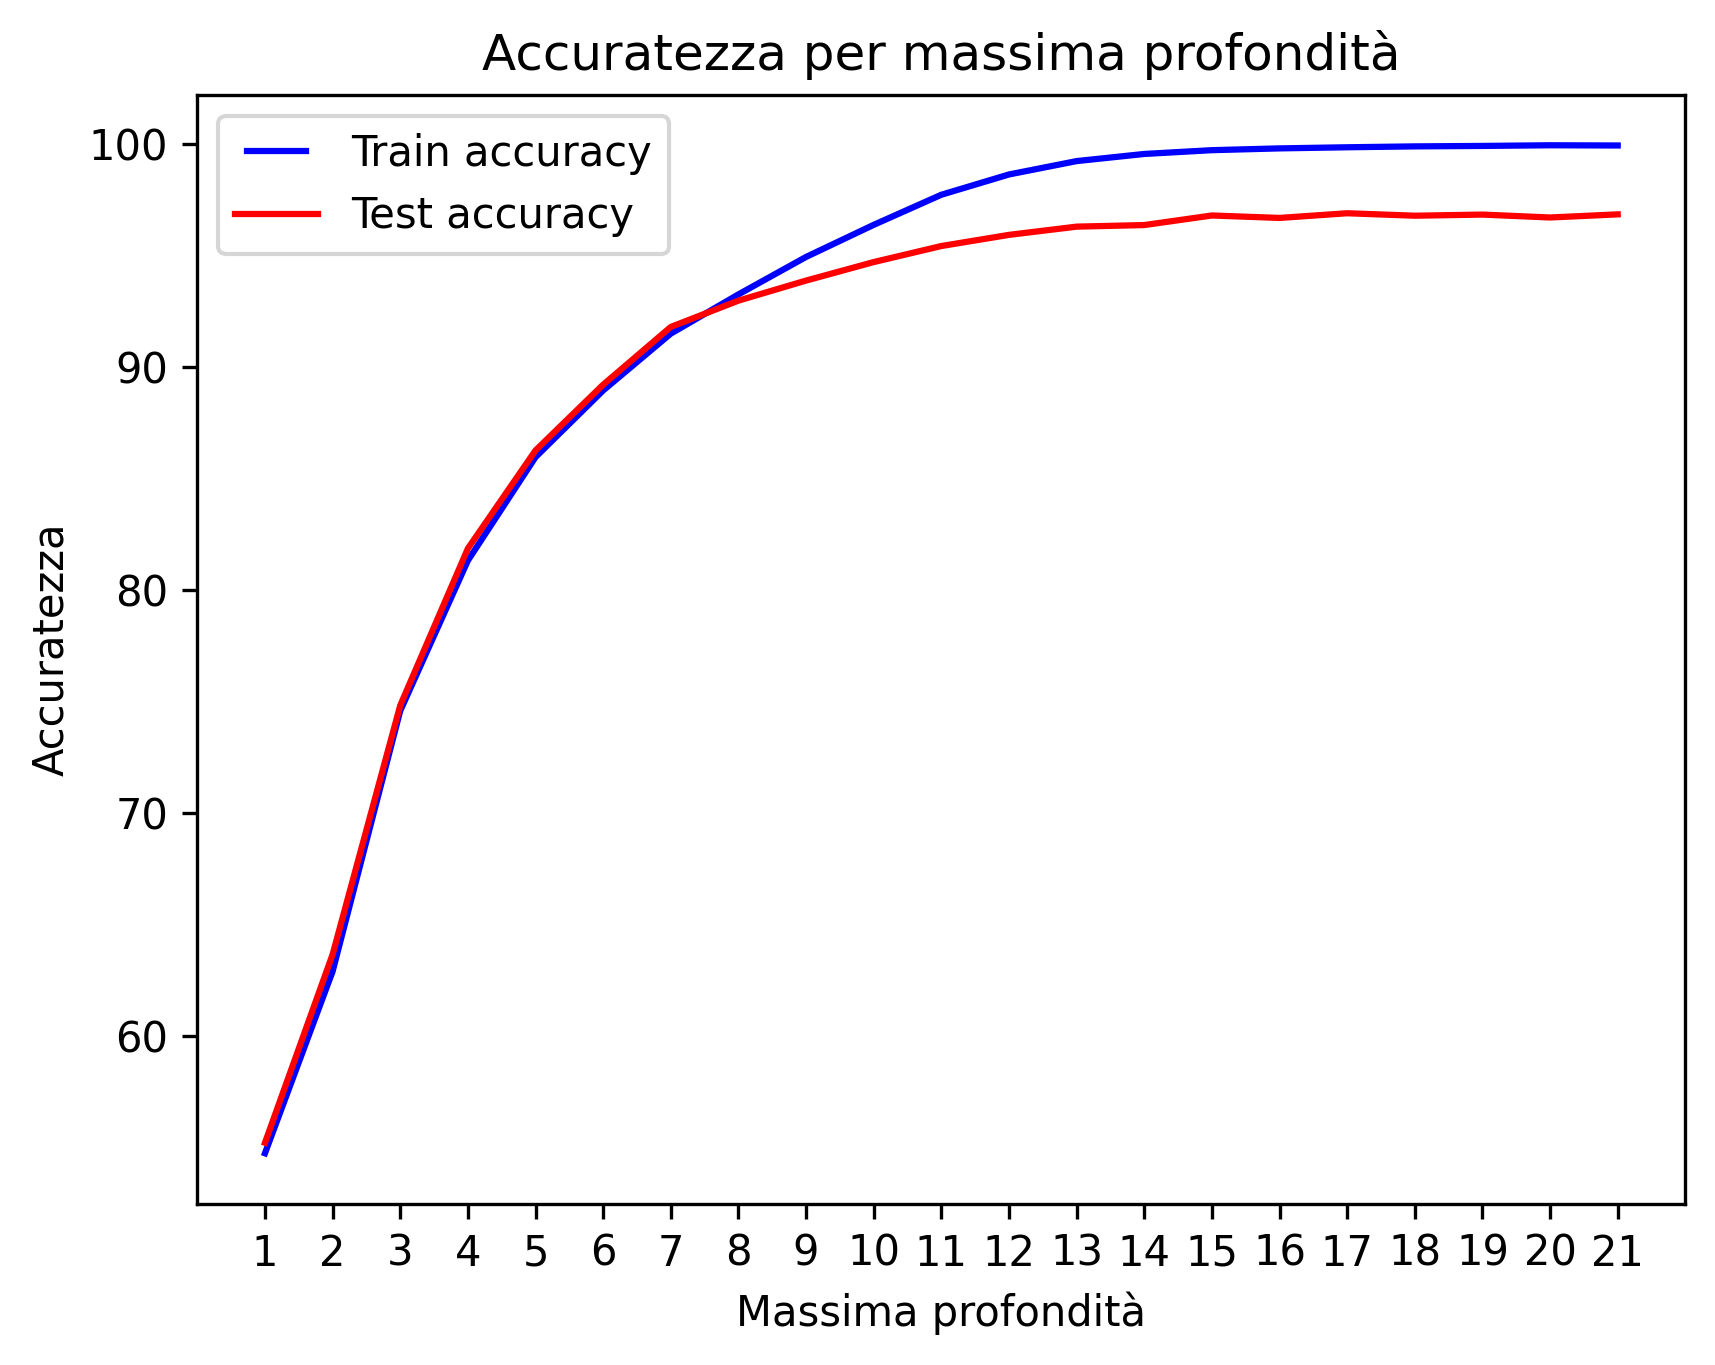 Accuratezza per massima profondità
Train accuracy
Test accuracy
100
90
80
70
60
Accuratezza
1 2 3 4 5 6 7 8 9 10 11 12 13 14 15 16 17 18 19 20 21
Massima profondità